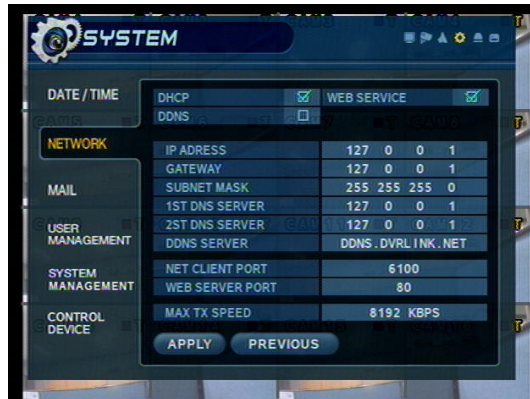 SYSTEM
DATE / TIME
NETWORK
MAIL
USER
MANAGEMENT
SYSTEM
MANAGEMENT
CONTROL
DEVICE
DHCP
WEB SERVICE
DDNS
IP ADRESS 127 0 0 1
GATEWAY 127 0 0 1
SUBNET MASK 255 255 255 0
1ST DNS SERVER 127 0 0 1
2ST DNS SERVER 127 0 0 1
DDNS SERVER DDNS.DVRLINK.NET
NET CLIENT PORT 6100
WEB SERVER PORT 80
MAX TX SPEED 8192 KBPS
APPLY PREVIOUS